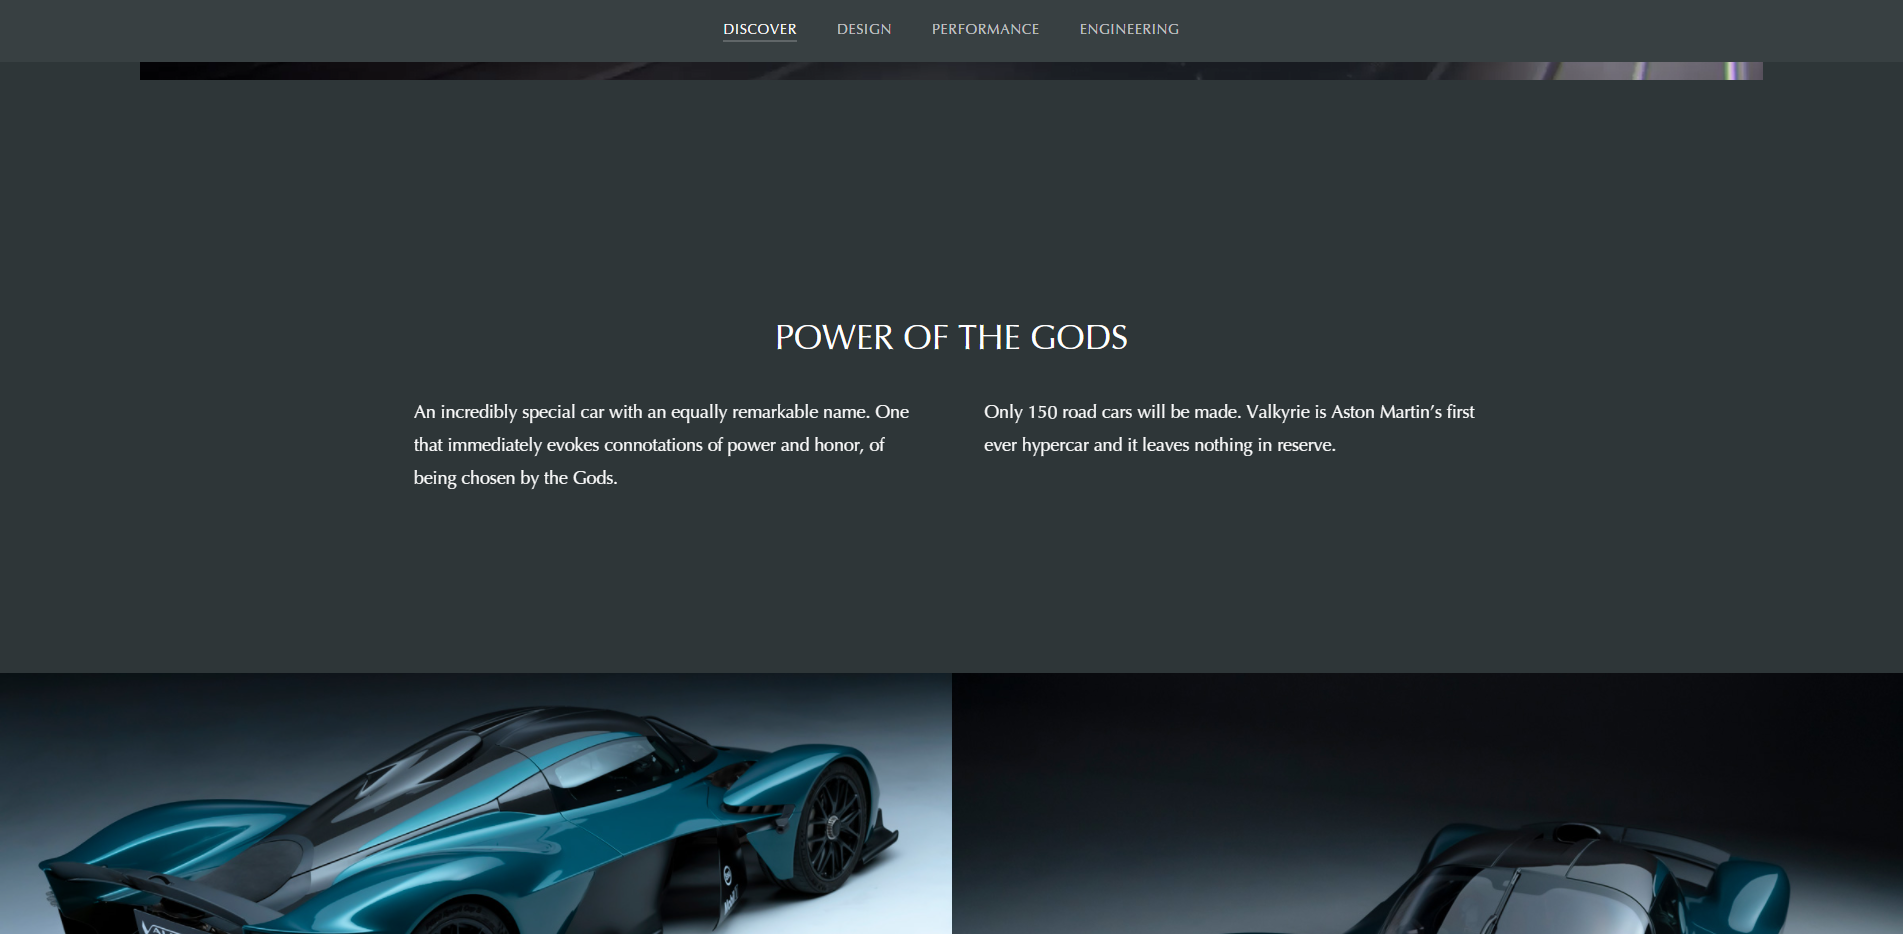 DISCOVER DESIGN PERFORMANCE ENGINEERING
POWER OF THE GODS
An incredibly special car with an equally remarkable name. One
that immediately evokes connotations of power and honor, of
being chosen by the Gods.
Only 150 road cars will be made. Valkyrie is Aston Martin’s first
ever hypercar and it leaves nothing in reserve.
Mobil 1